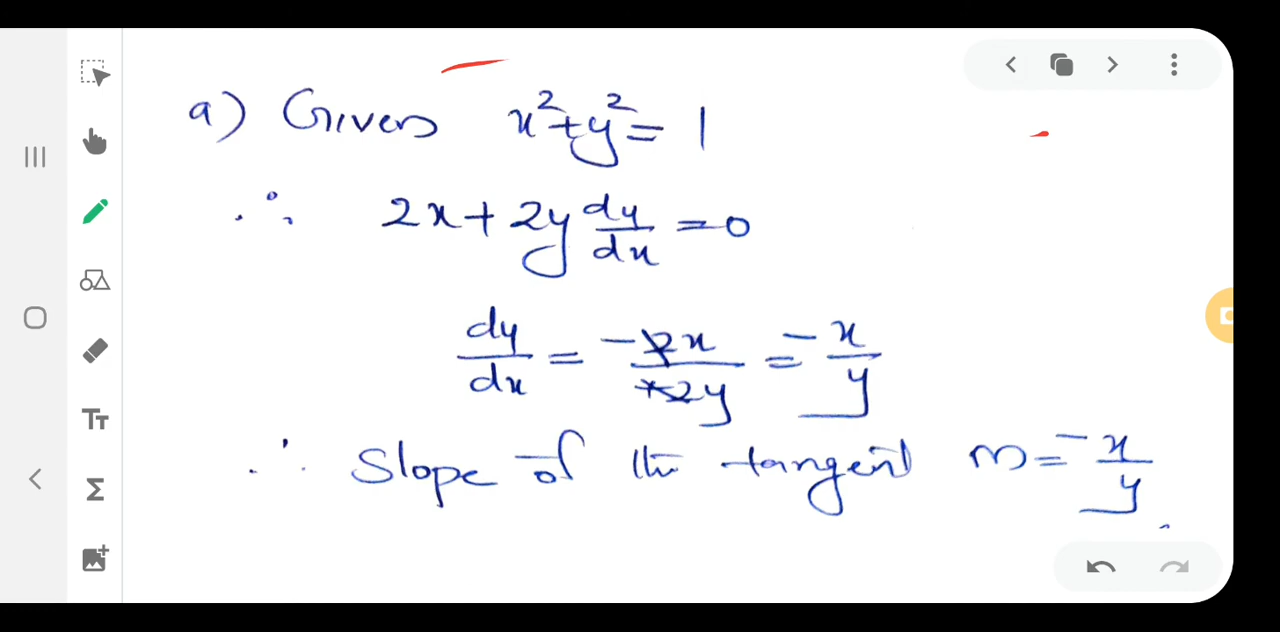 a) Given x²+y²= 1
∴ 2x+2y dy/dx =0
dy/dx = -2x/2y = -x/y
∴ Slope of the tangent m=-x/y